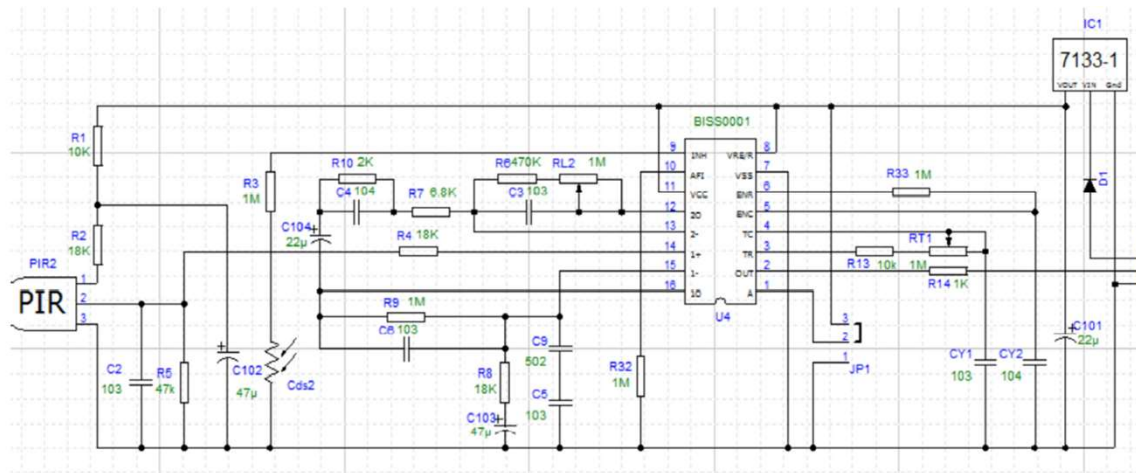 IC1
7133-1
VOUT VIN Gnd
BISS0001
R1
10K
R3
1M
R2
18K
PIR2
PIR
1
2
3
C2
103
R5
47k
C102
47µ
Cds2
R10 2K
C4
104
R7 6.8K
R6 470K
C3 103
RL2 1M
C104
22µ
R4 18K
R9 1M
C6
103
R8
18K
C103
47µ
C9
502
C5
103
R32
1M
9 INH VRE/R 8
10 AFI VSS 7
11 VCC ENR 6
12 2O ENC 5
13 2- TC 4
14 1+ TR 3
15 1- OUT 2
16 1O A 1
U4
R33 1M
RT1
R13 10k 1M
R14 1K
D1
3
2
1
JP1
CY1
103
CY2
104
C101
22µ